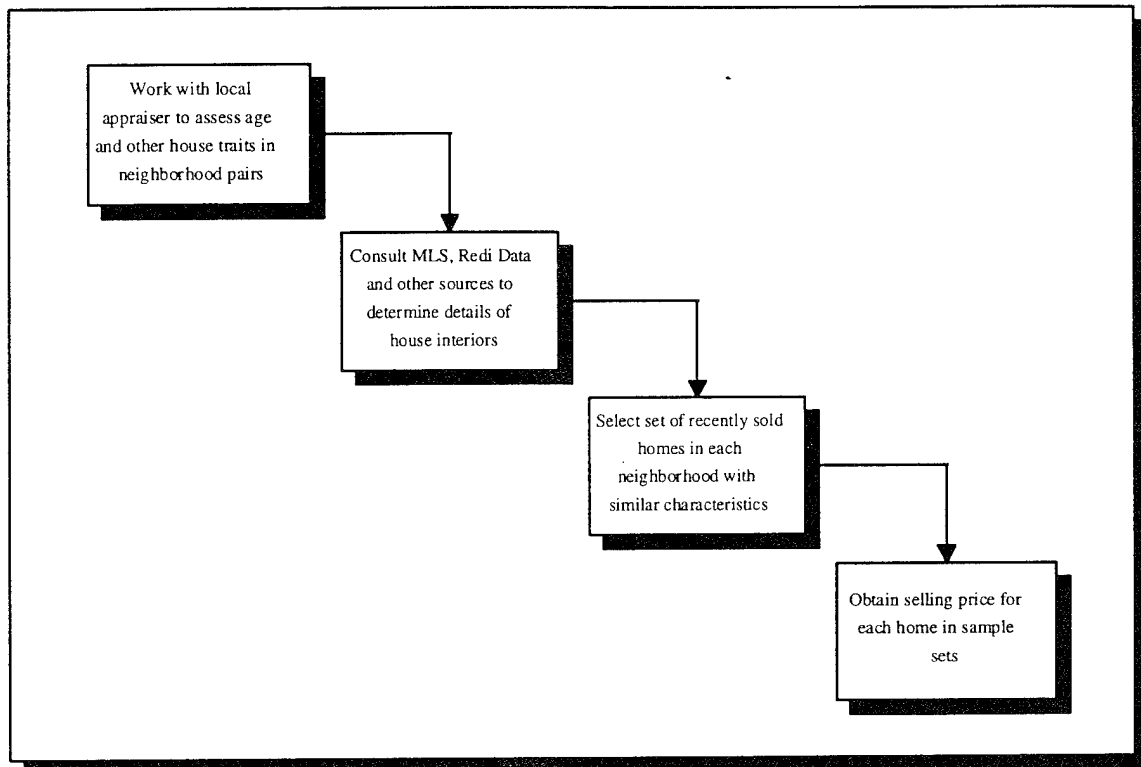 Work with local
appraiser to assess age
and other house traits in
neighborhood pairs
Consult MLS, Redi Data
and other sources to
determine details of
house interiors
Select set of recently sold
homes in each
neighborhood with
similar characteristics
Obtain selling price for
each home in sample
sets